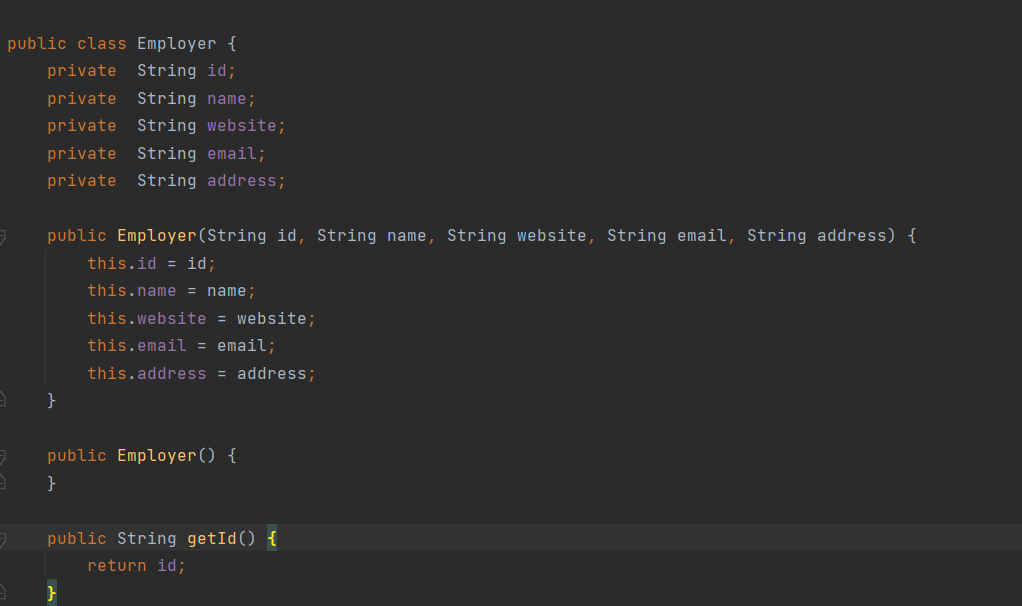 public class Employer {
    private  String id;
    private  String name;
    private  String website;
    private  String email;
    private  String address;
    public Employer(String id, String name, String website, String email, String address) {
        this.id = id;
        this.name = name;
        this.website = website;
        this.email = email;
        this.address = address;
    }
    public Employer() {
    }
    public String getId() {
        return id;
    }